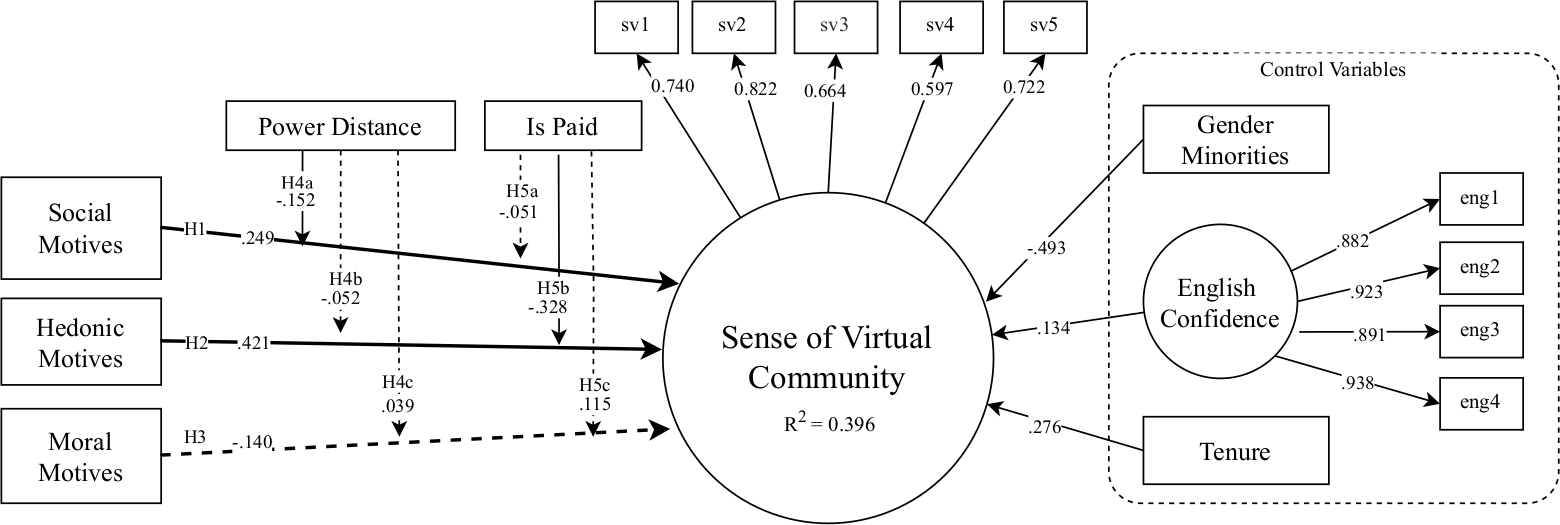 sv1
sv2
sv3
sv4
sv5
0.740
0.822
0.664
0.597
0.722
Control Variables
Power Distance
Is Paid
Gender
Minorities
H4a
-.152
H5a
-.051
Social
Motives
H1
.249
H4b
-.052
H5b
-.328
-.493
eng1
.882
eng2
.923
English
Confidence
.134
eng3
.891
Hedonic
Motives
H2
.421
Sense of Virtual
Community
R² = 0.396
H4c
.039
H5c
.115
.938
eng4
Moral
Motives
H3
-.140
.276
Tenure